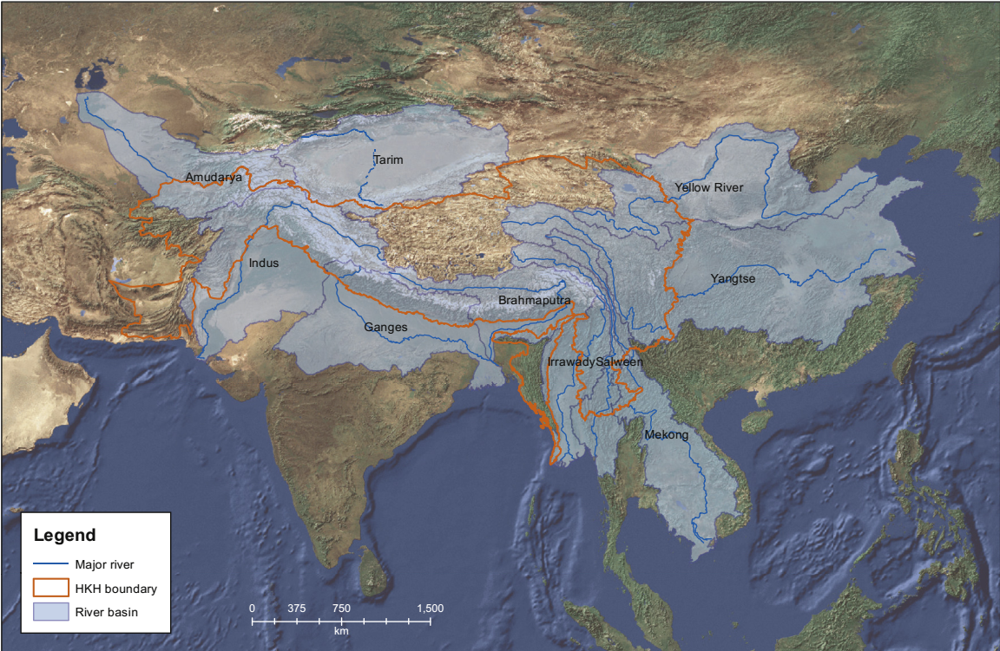 Tarim
Amudarya
Yellow River
Indus
Yangtse
Brahmaputra
Ganges
Irrawady
Salween
Mekong
Legend
Major river
HKH boundary
River basin
0 375 750 1,500
km